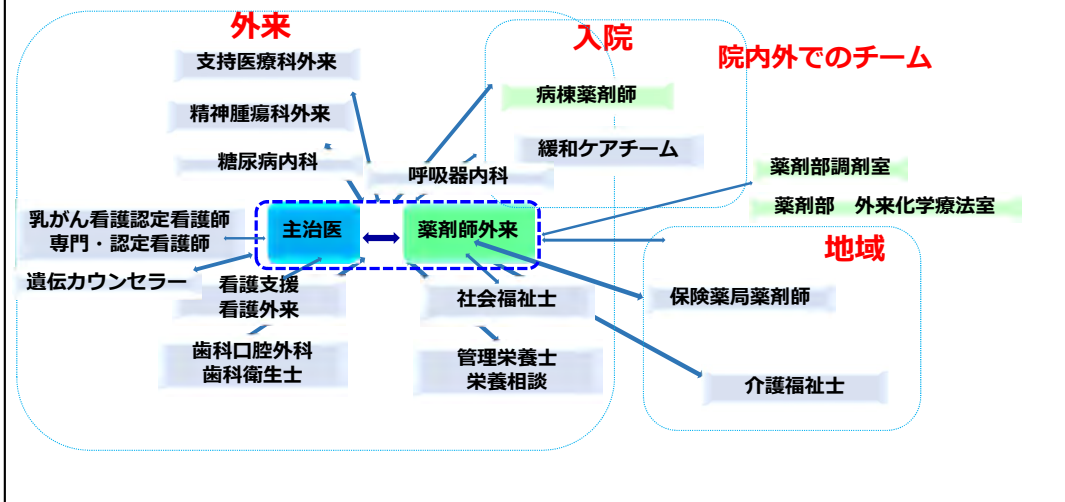 外来
入院
院内外でのチーム
支持医療科外来
病棟薬剤師
精神腫瘍科外来
緩和ケアチーム
糖尿病内科
呼吸器内科
薬剤部調剤室
薬剤部　外来化学療法室
乳がん看護認定看護師
専門・認定看護師
主治医
薬剤師外来
地域
遺伝カウンセラー
看護支援
看護外来
社会福祉士
保険薬局薬剤師
歯科口腔外科
歯科衛生士
管理栄養士
栄養相談
介護福祉士